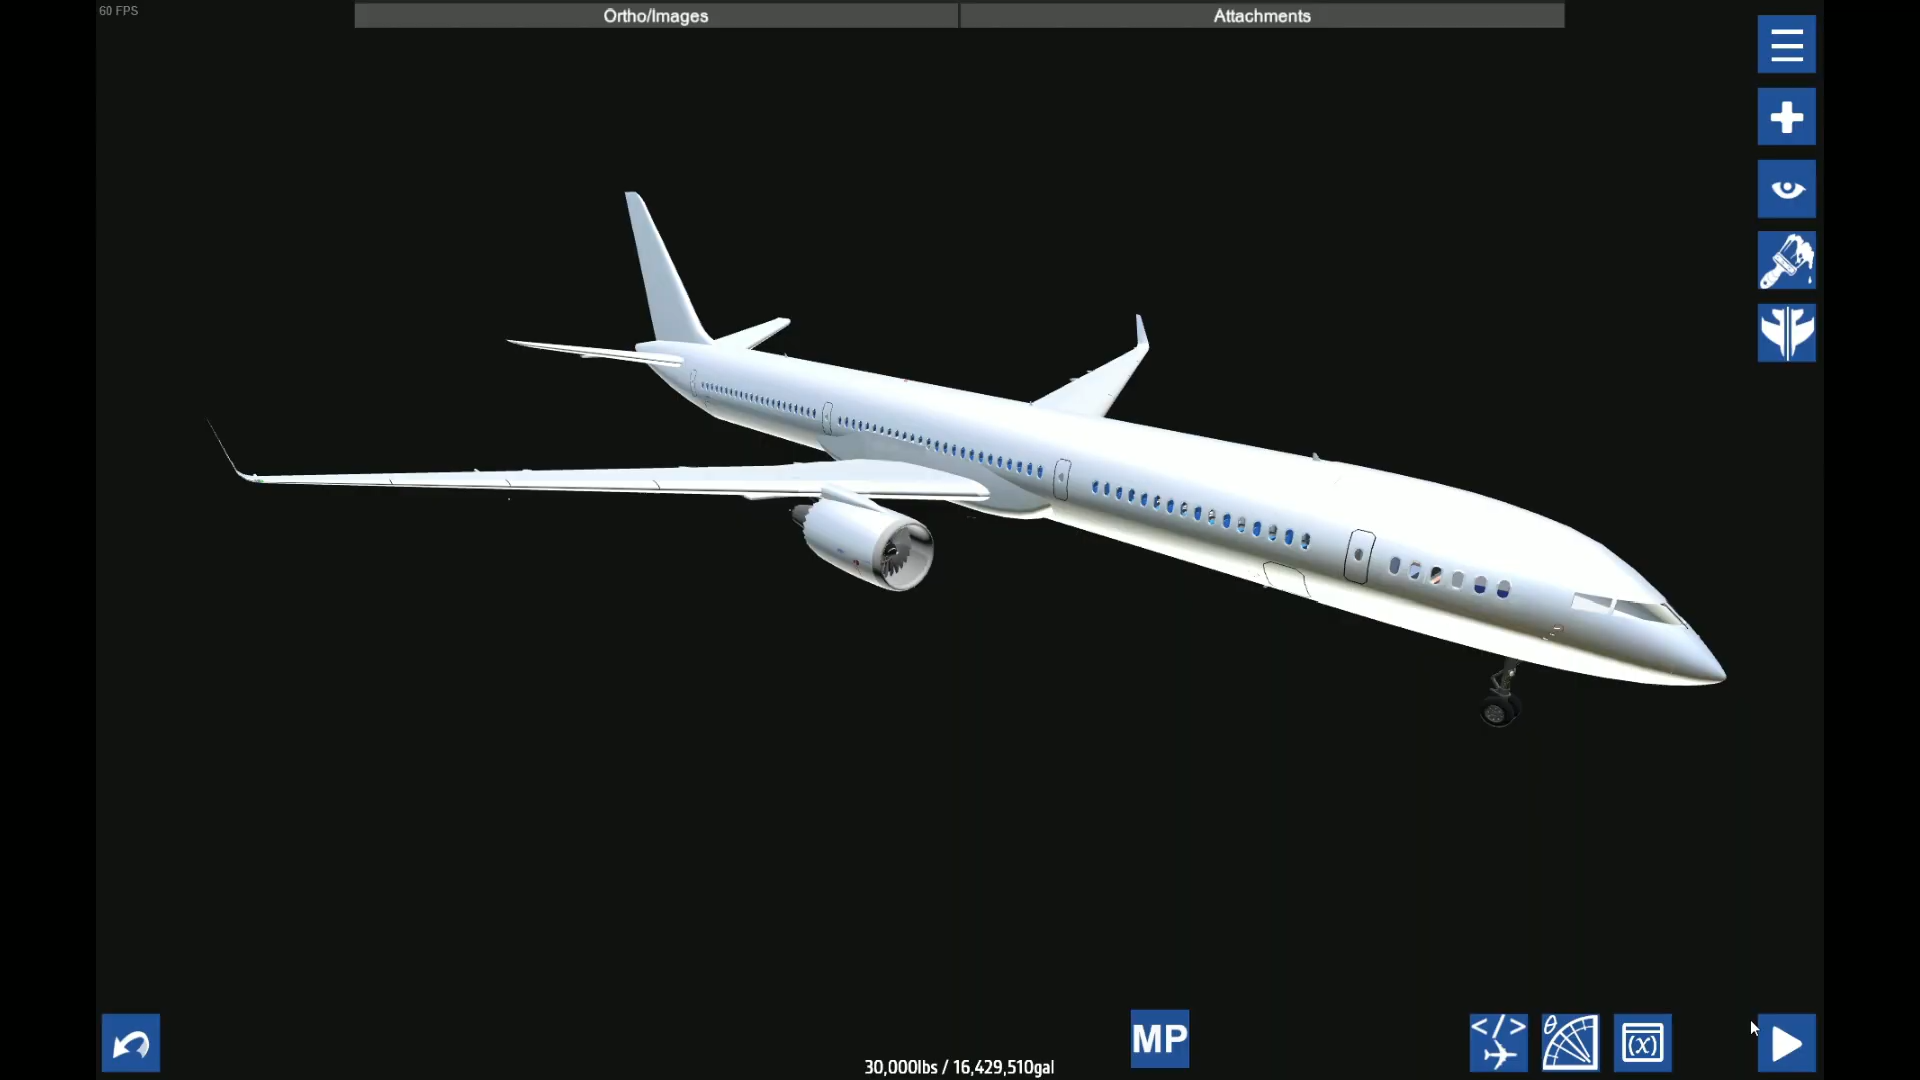 60 FPS
Ortho/Images
Attachments
MP
</>
θ
(x)
30,000lbs / 16,429,510gal